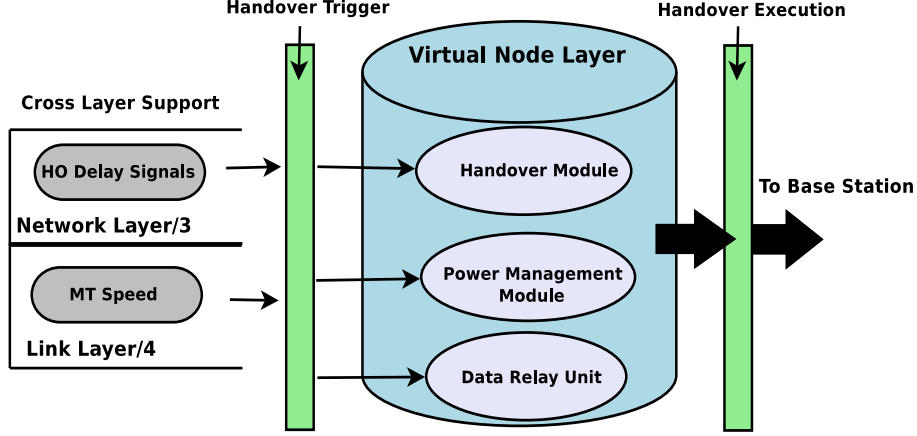 Handover Trigger
Handover Execution
Virtual Node Layer
Cross Layer Support
HO Delay Signals
Handover Module
To Base Station
Network Layer/3
Power Management
Module
MT Speed
Link Layer/4
Data Relay Unit